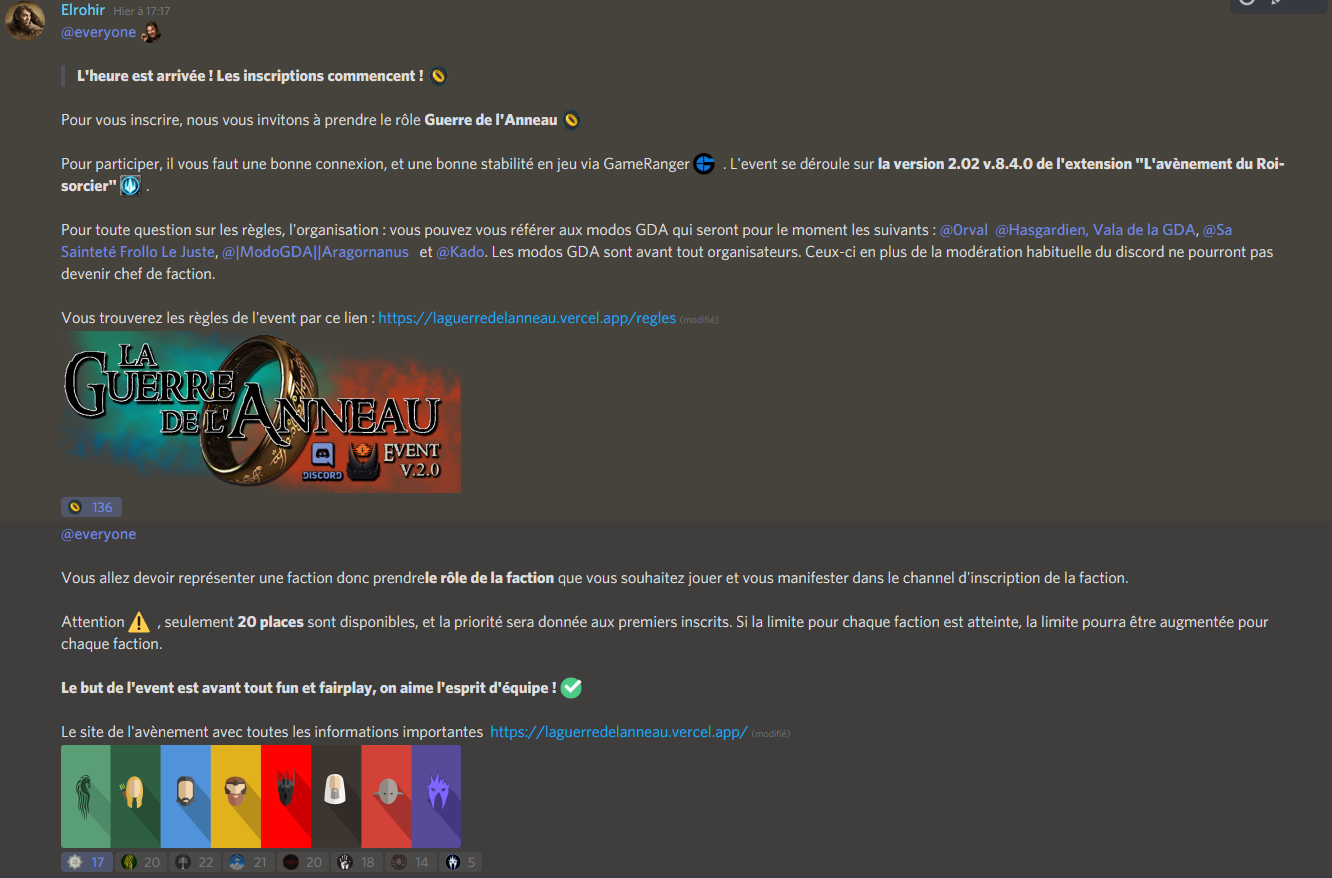 Elrohir Hier à 17:17
@everyone
L'heure est arrivée ! Les inscriptions commencent !
Pour vous inscrire, nous vous invitons à prendre le rôle Guerre de l'Anneau
Pour participer, il vous faut une bonne connexion, et une bonne stabilité en jeu via GameRanger . L'event se déroule sur la version 2.02 v.8.4.0 de l'extension "L'avènement du Roi-
sorcier" .
Pour toute question sur les règles, l'organisation : vous pouvez vous référer aux modos GDA qui seront pour le moment les suivants : @0rval @Hasgardien, Vala de la GDA, @Sa
Sainteté Frollo Le Juste, @|ModoGDA||Aragornanus et @Kado. Les modos GDA sont avant tout organisateurs. Ceux-ci en plus de la modération habituelle du discord ne pourront pas
devenir chef de faction.
Vous trouverez les règles de l'event par ce lien : https://laguerredelanneau.vercel.app/regles (modifié)
LA
GUERRE
DE L'ANNEAU
DISCORD
EVENT
V.2.0
136
@everyone
Vous allez devoir représenter une faction donc prendrele rôle de la faction que vous souhaitez jouer et vous manifester dans le channel d'inscription de la faction.
Attention , seulement 20 places sont disponibles, et la priorité sera donnée aux premiers inscrits. Si la limite pour chaque faction est atteinte, la limite pourra être augmentée pour
chaque faction.
Le but de l'event est avant tout fun et fairplay, on aime l'esprit d'équipe !
Le site de l'avènement avec toutes les informations importantes https://laguerredelanneau.vercel.app/ (modifié)
17 20 22 21 20 18 14 5